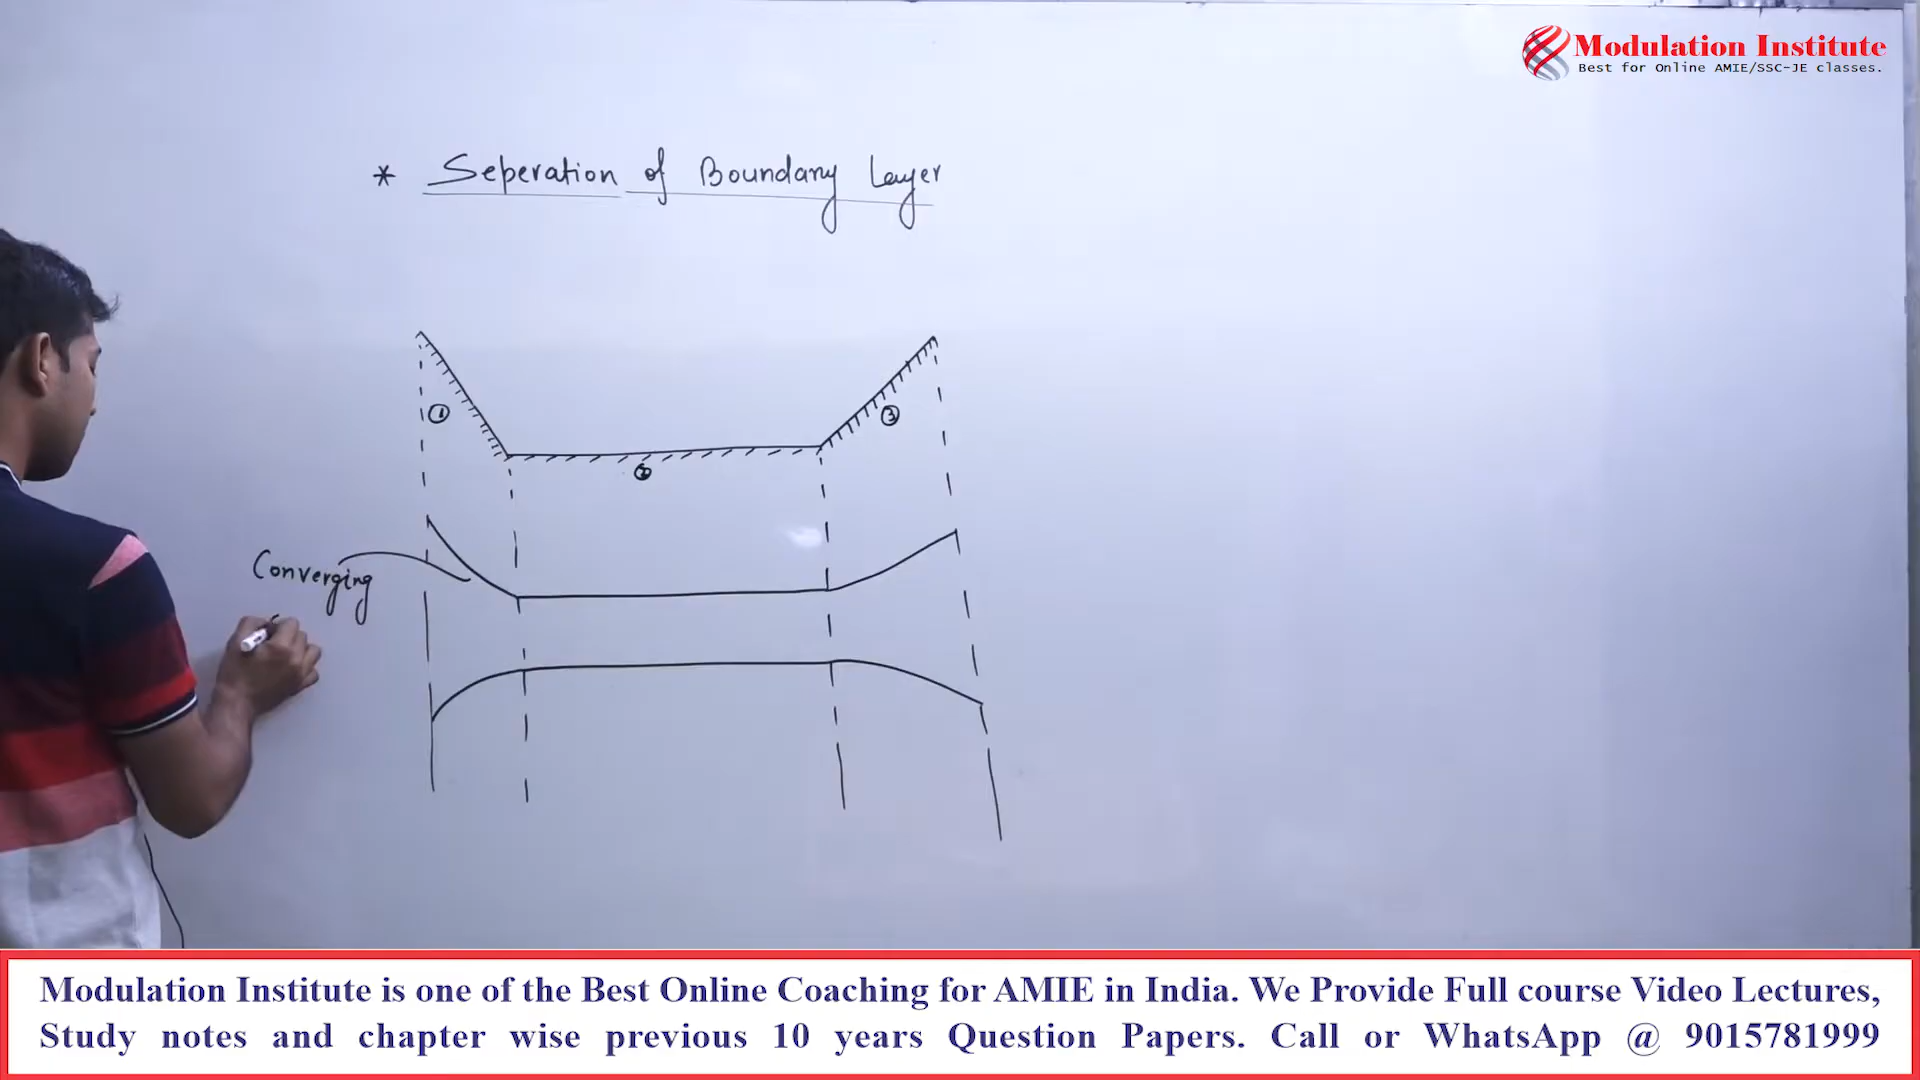 Modulation Institute
Best for Online AMIE/SSC-JE classes.
* Seperation of Boundary Layer
①
③
②
Converging
Modulation Institute is one of the Best Online Coaching for AMIE in India. We Provide Full course Video Lectures,
Study notes and chapter wise previous 10 years Question Papers. Call or WhatsApp @ 9015781999